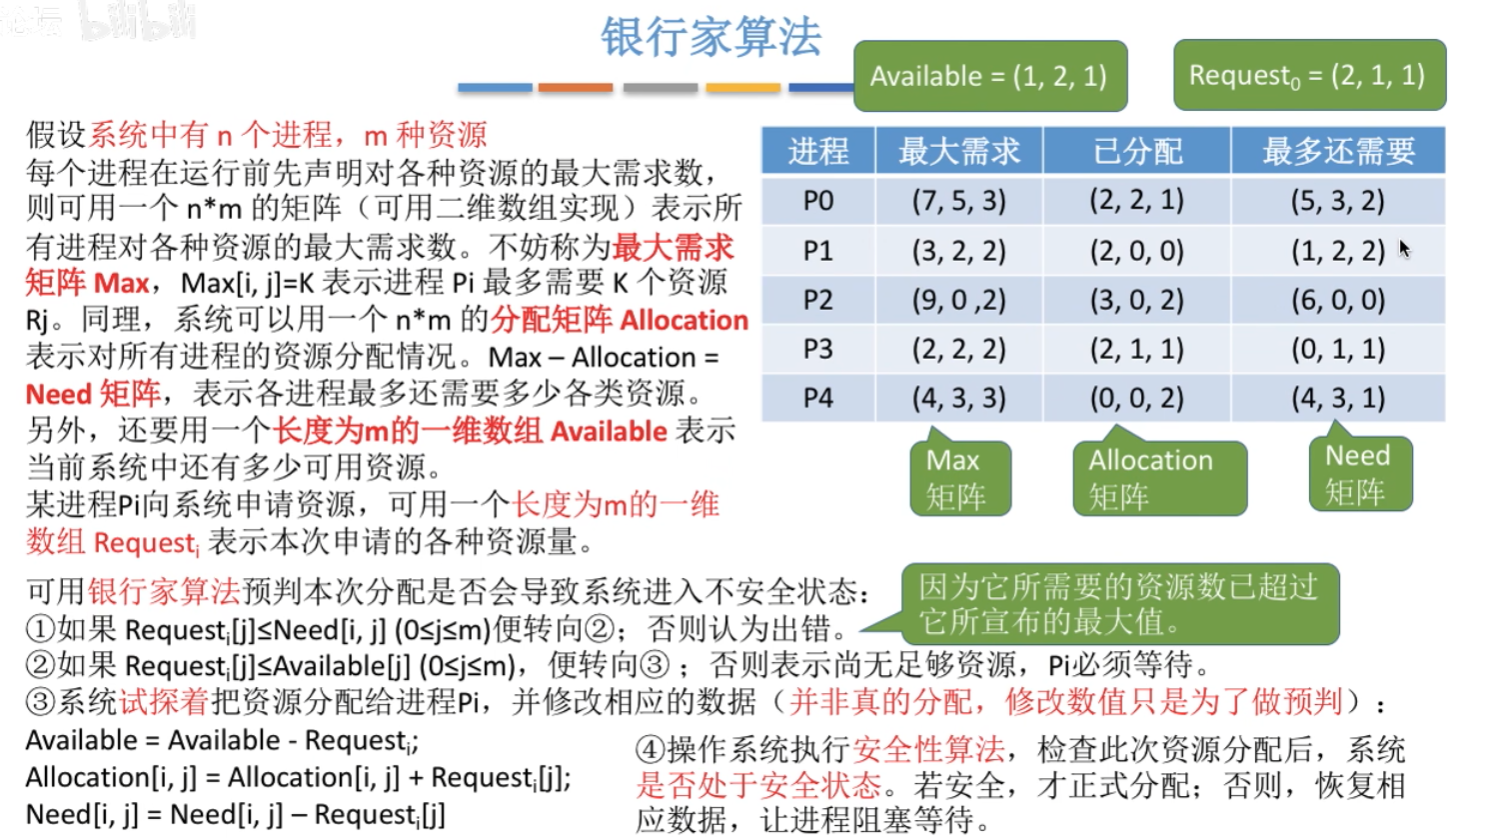 论坛 bilibili
银行家算法
Available = (1, 2, 1)
Request₀ = (2, 1, 1)
假设系统中有 n 个进程，m 种资源
每个进程在运行前先声明对各种资源的最大需求数，
则可用一个 n*m 的矩阵（可用二维数组实现）表示所
有进程对各种资源的最大需求数。不妨称为最大需求
矩阵 Max，Max[i, j]=K 表示进程 Pi 最多需要 K 个资源
Rj。同理，系统可以用一个 n*m 的分配矩阵 Allocation
表示对所有进程的资源分配情况。Max – Allocation =
Need 矩阵，表示各进程最多还需要多少各类资源。
另外，还要用一个长度为m的一维数组 Available 表示
当前系统中还有多少可用资源。
某进程Pi向系统申请资源，可用一个长度为m的一维
数组 Requestᵢ 表示本次申请的各种资源量。
进程 最大需求 已分配 最多还需要
P0 (7, 5, 3) (2, 2, 1) (5, 3, 2)
P1 (3, 2, 2) (2, 0, 0) (1, 2, 2)
P2 (9, 0 ,2) (3, 0, 2) (6, 0, 0)
P3 (2, 2, 2) (2, 1, 1) (0, 1, 1)
P4 (4, 3, 3) (0, 0, 2) (4, 3, 1)
Max
矩阵
Allocation
矩阵
Need
矩阵
可用银行家算法预判本次分配是否会导致系统进入不安全状态：
①如果 Requestᵢ[j]≤Need[i, j] (0≤j≤m)便转向②；否则认为出错。
因为它所需要的资源数已超过
它所宣布的最大值。
②如果 Requestᵢ[j]≤Available[j] (0≤j≤m)，便转向③；否则表示尚无足够资源，Pi必须等待。
③系统试探着把资源分配给进程Pi，并修改相应的数据（并非真的分配，修改数值只是为了做预判）：
Available = Available - Requestᵢ;
Allocation[i, j] = Allocation[i, j] + Requestᵢ[j];
Need[i, j] = Need[i, j] – Requestᵢ[j]
④操作系统执行安全性算法，检查此次资源分配后，系统
是否处于安全状态。若安全，才正式分配；否则，恢复相
应数据，让进程阻塞等待。